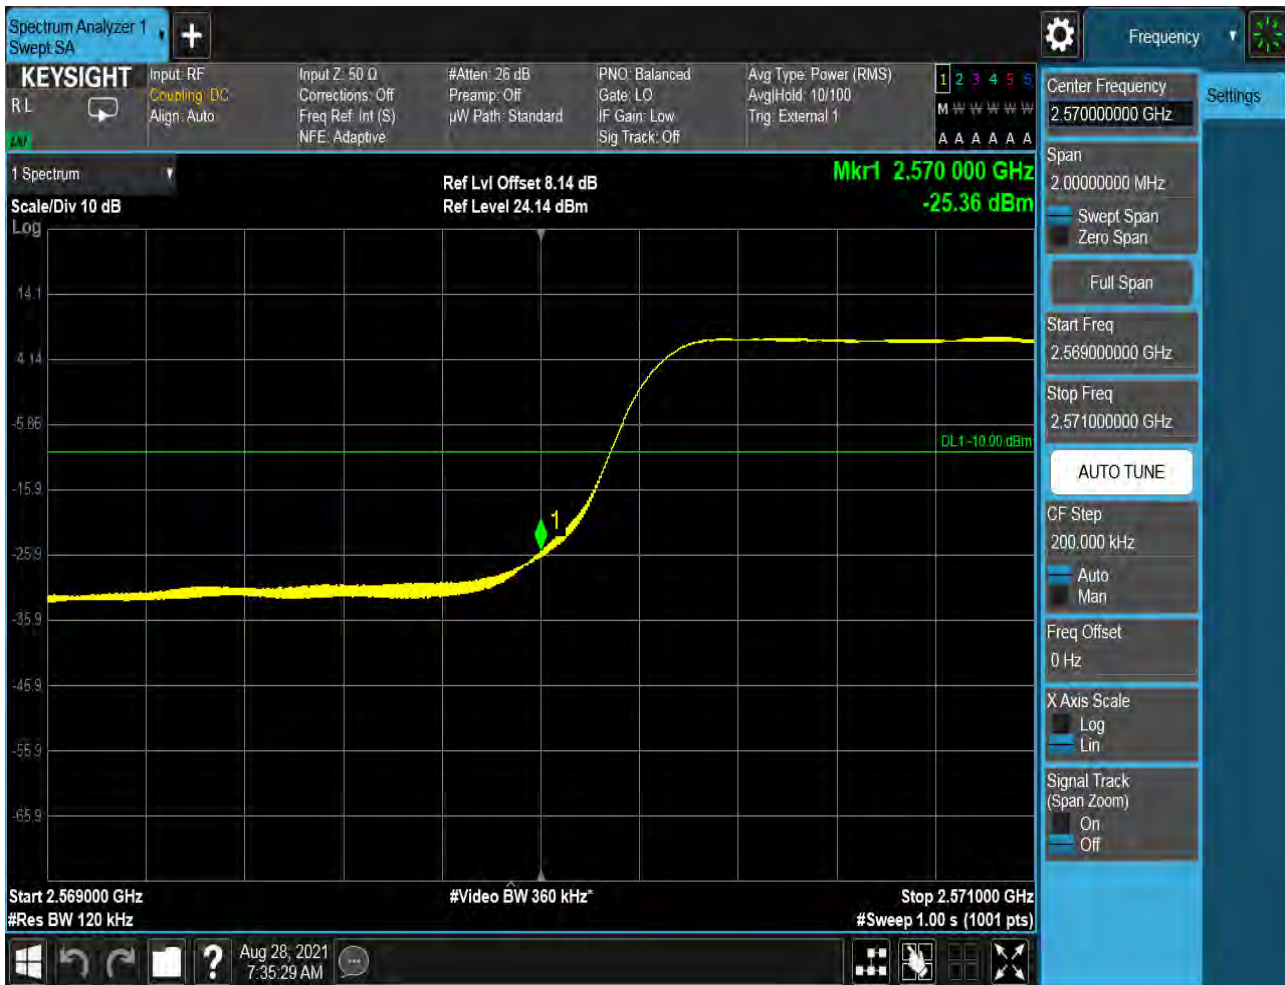 Spectrum Analyzer 1
Swept SA
+
Frequency
KEYSIGHT
R L
LNI
Input: RF
Coupling: DC
Align: Auto
Input Z: 50 Ω
Corrections: Off
Freq Ref: Int (S)
NFE: Adaptive
#Atten: 26 dB
Preamp: Off
µW Path: Standard
PNO: Balanced
Gate: LO
IF Gain: Low
Sig Track: Off
Avg Type: Power (RMS)
Avg|Hold: 10/100
Trig: External 1
1 2 3 4 5 6
M W W W W W
A A A A A A
1 Spectrum
Scale/Div 10 dB
Log
Ref Lvl Offset 8.14 dB
Ref Level 24.14 dBm
Mkr1 2.570 000 GHz
-25.36 dBm
14.1
4.14
-5.86
DL1 -10.00 dBm
-15.9
1
-25.9
-35.9
-45.9
-55.9
-65.9
Start 2.569000 GHz
#Res BW 120 kHz
#Video BW 360 kHz*
Stop 2.571000 GHz
#Sweep 1.00 s (1001 pts)
Center Frequency
2.570000000 GHz
Settings
Span
2.00000000 MHz
Swept Span
Zero Span
Full Span
Start Freq
2.569000000 GHz
Stop Freq
2.571000000 GHz
AUTO TUNE
CF Step
200.000 kHz
Auto
Man
Freq Offset
0 Hz
X Axis Scale
Log
Lin
Signal Track
(Span Zoom)
On
Off
?
Aug 28, 2021
7:35:29 AM